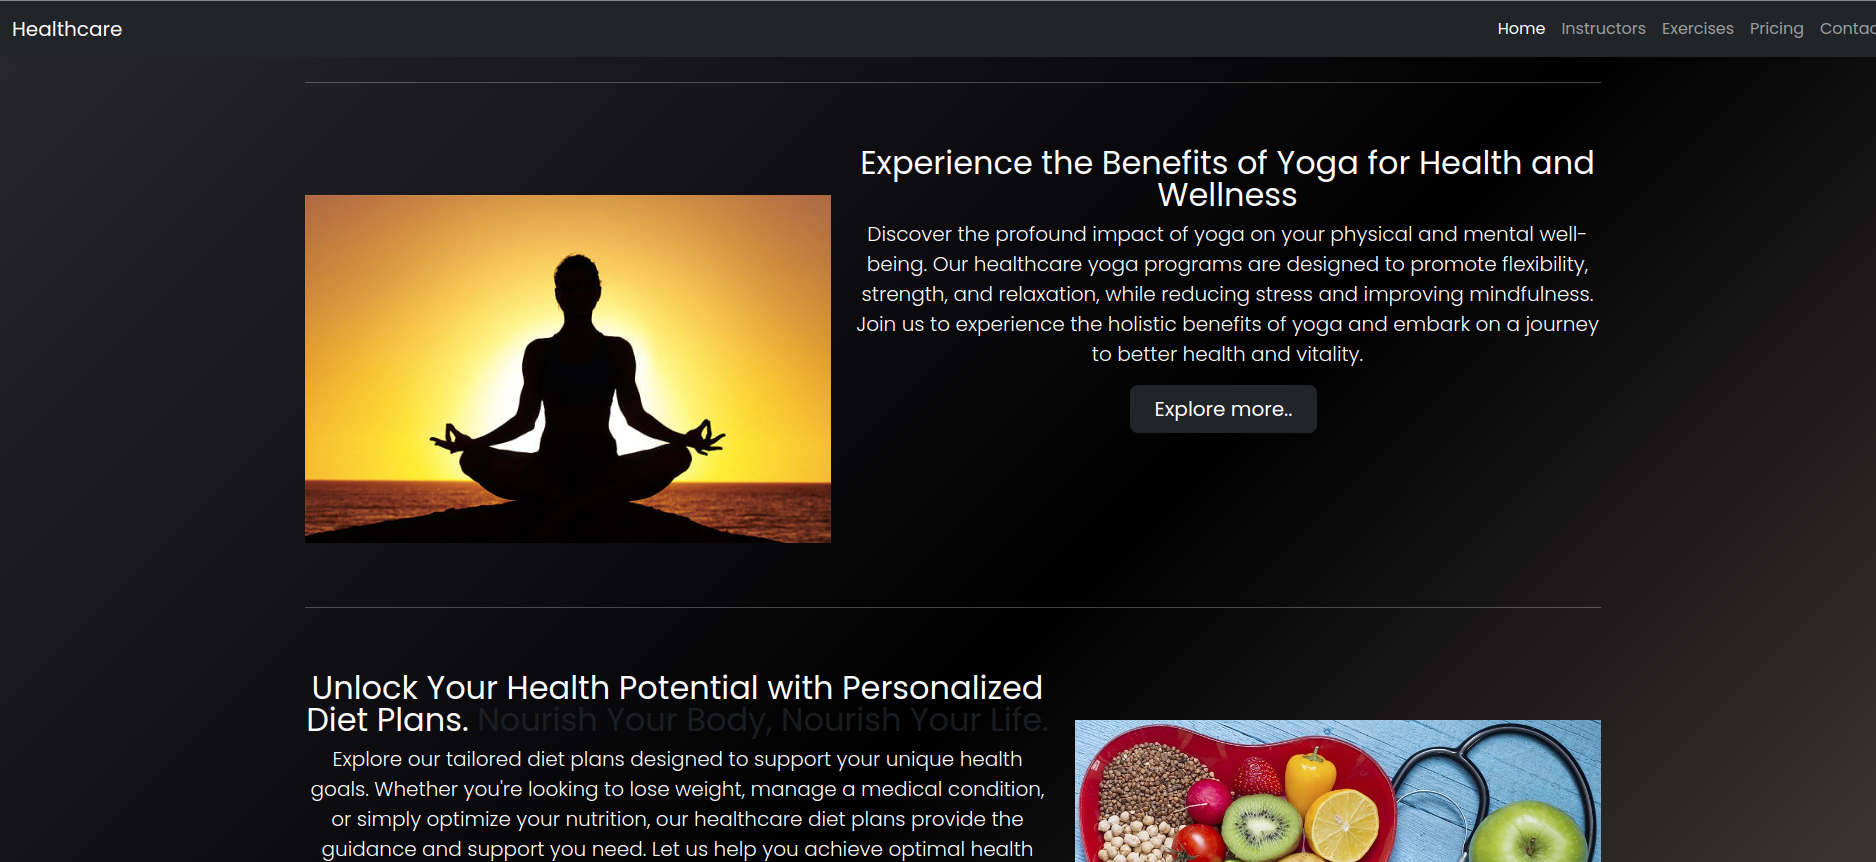 Healthcare
Home Instructors Exercises Pricing Contac
Experience the Benefits of Yoga for Health and
Wellness
Discover the profound impact of yoga on your physical and mental well-
being. Our healthcare yoga programs are designed to promote flexibility,
strength, and relaxation, while reducing stress and improving mindfulness.
Join us to experience the holistic benefits of yoga and embark on a journey
to better health and vitality.
Explore more..
Unlock Your Health Potential with Personalized
Diet Plans. Nourish Your Body, Nourish Your Life.
Explore our tailored diet plans designed to support your unique health
goals. Whether you're looking to lose weight, manage a medical condition,
or simply optimize your nutrition, our healthcare diet plans provide the
guidance and support you need. Let us help you achieve optimal health